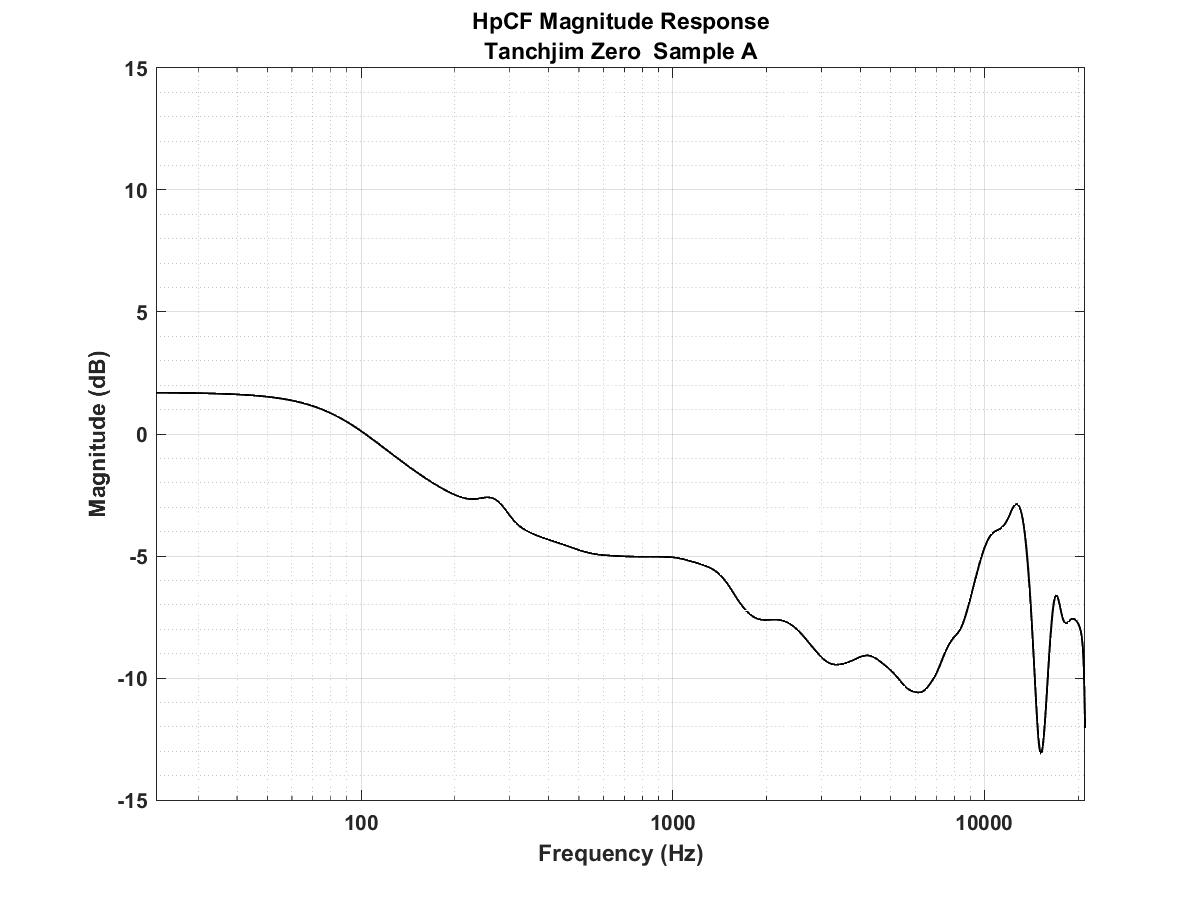 HpCF Magnitude Response
Tanchjim Zero  Sample A
15
10
5
0
-5
-10
-15
Magnitude (dB)
100
1000
10000
Frequency (Hz)